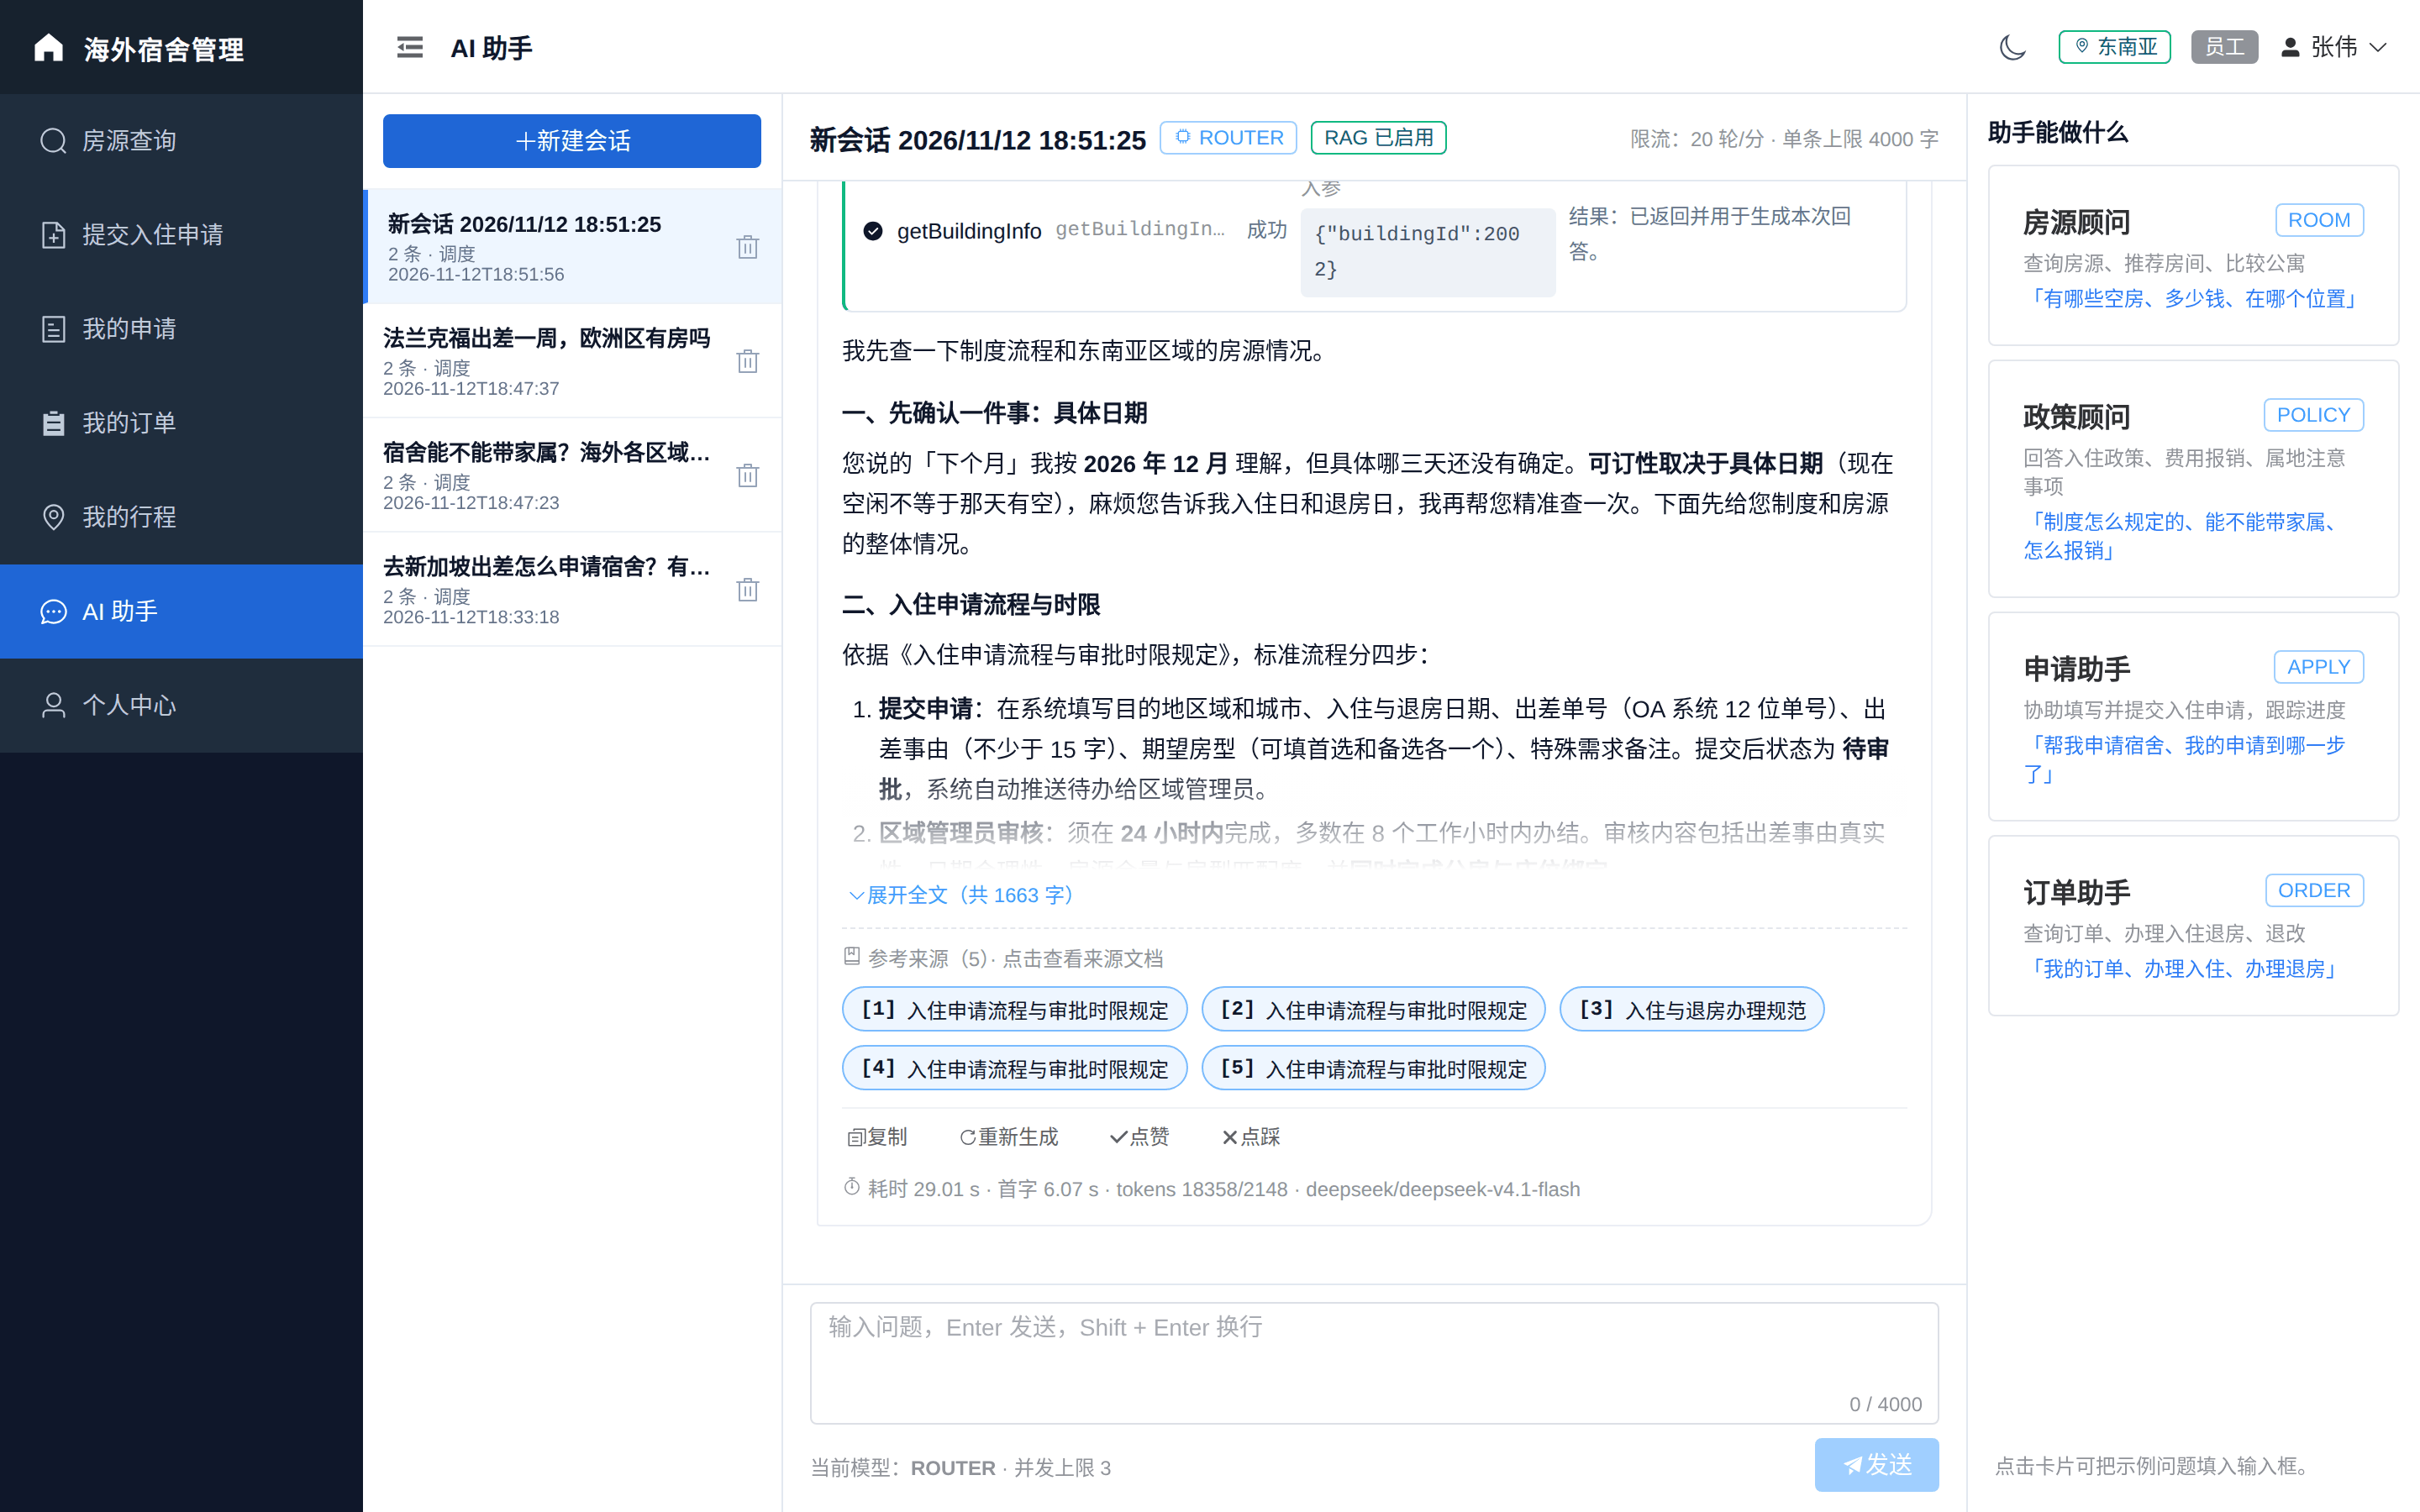 海外宿舍管理
房源查询
提交入住申请
我的申请
我的订单
我的行程
AI 助手
个人中心
AI 助手
东南亚
员工
张伟
新建会话
新会话 2026/11/12 18:51:25
2 条 · 调度
2026-11-12T18:51:56
法兰克福出差一周，欧洲区有房吗
2 条 · 调度
2026-11-12T18:47:37
宿舍能不能带家属？海外各区域...
2 条 · 调度
2026-11-12T18:47:23
去新加坡出差怎么申请宿舍？有...
2 条 · 调度
2026-11-12T18:33:18
新会话 2026/11/12 18:51:25
ROUTER
RAG 已启用
限流：20 轮/分 · 单条上限 4000 字
入参
getBuildingInfo
getBuildingIn...
成功
{"buildingId":200
2}
结果：已返回并用于生成本次回
答。
我先查一下制度流程和东南亚区域的房源情况。
一、先确认一件事：具体日期
您说的「下个月」我按 2026 年 12 月 理解，但具体哪三天还没有确定。可订性取决于具体日期（现在
空闲不等于那天有空），麻烦您告诉我入住日和退房日，我再帮您精准查一次。下面先给您制度和房源
的整体情况。
二、入住申请流程与时限
依据《入住申请流程与审批时限规定》，标准流程分四步：
1. 提交申请：在系统填写目的地区域和城市、入住与退房日期、出差单号（OA 系统 12 位单号）、出
差事由（不少于 15 字）、期望房型（可填首选和备选各一个）、特殊需求备注。提交后状态为 待审
批，系统自动推送待办给区域管理员。
2. 区域管理员审核：须在 24 小时内完成，多数在 8 个工作小时内办结。审核内容包括出差事由真实
展开全文（共 1663 字）
参考来源（5）· 点击查看来源文档
[1] 入住申请流程与审批时限规定
[2] 入住申请流程与审批时限规定
[3] 入住与退房办理规范
[4] 入住申请流程与审批时限规定
[5] 入住申请流程与审批时限规定
复制
重新生成
点赞
点踩
耗时 29.01 s · 首字 6.07 s · tokens 18358/2148 · deepseek/deepseek-v4.1-flash
输入问题，Enter 发送，Shift + Enter 换行
0 / 4000
当前模型：ROUTER · 并发上限 3
发送
助手能做什么
房源顾问
ROOM
查询房源、推荐房间、比较公寓
「有哪些空房、多少钱、在哪个位置」
政策顾问
POLICY
回答入住政策、费用报销、属地注意
事项
「制度怎么规定的、能不能带家属、
怎么报销」
申请助手
APPLY
协助填写并提交入住申请，跟踪进度
「帮我申请宿舍、我的申请到哪一步
了」
订单助手
ORDER
查询订单、办理入住退房、退改
「我的订单、办理入住、办理退房」
点击卡片可把示例问题填入输入框。